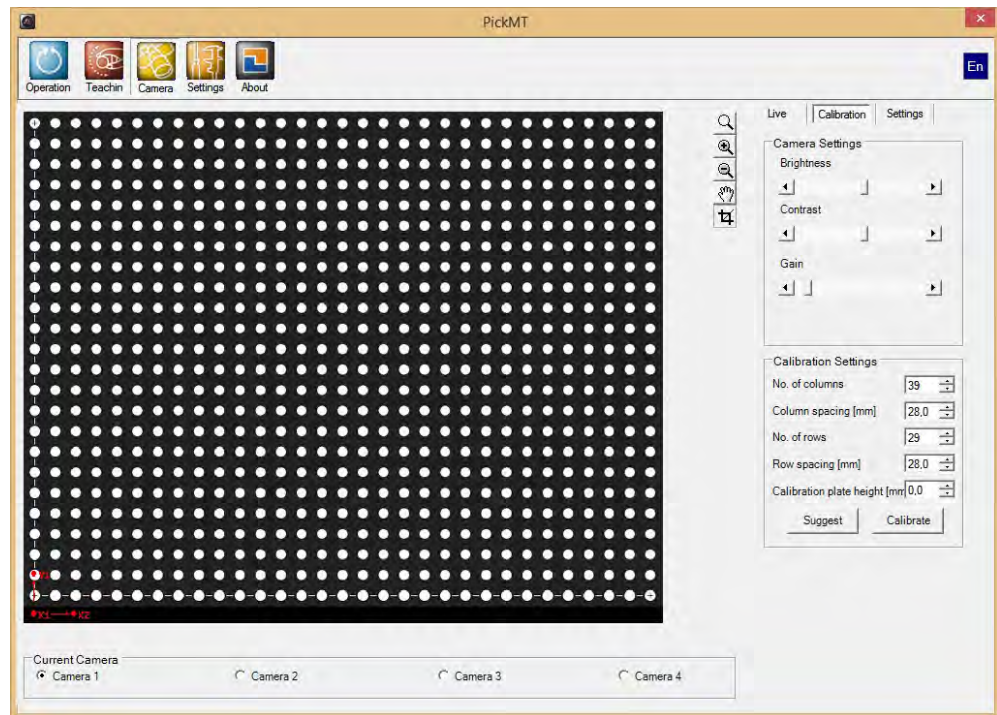 PickMT
Operation Teachin Camera Settings About
En
Live Calibration Settings
Camera Settings
Brightness
Contrast
Gain
Calibration Settings
No. of columns 39
Column spacing [mm] 28,0
No. of rows 29
Row spacing [mm] 28,0
Calibration plate height [mm 0,0
Suggest Calibrate
X1 X2
Current Camera
Camera 1 Camera 2 Camera 3 Camera 4